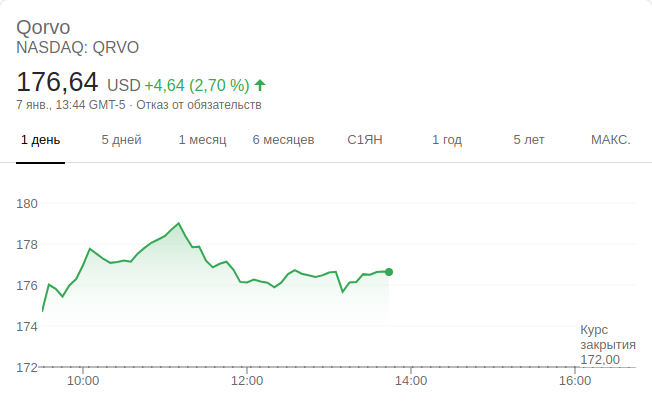 Qorvo
NASDAQ: QRVO
176,64 USD +4,64 (2,70 %)
7 янв., 13:44 GMT-5 · Отказ от обязательств
1 день 5 дней 1 месяц 6 месяцев С1ЯН 1 год 5 лет МАКС.
180
178
176
174
Курс
закрытия
172,00
172
10:00 12:00 14:00 16:00